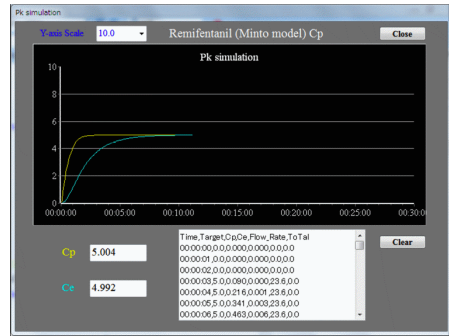 Pk simulation
Y-axis Scale 10.0 Remifentanil (Minto model) Cp Close
Pk simulation
10
8
6
4
2
0
00:00:00 00:05:00 00:10:00 00:15:00 00:20:00 00:25:00 00:30:0
Time,Target,Cp,Ce,Flow_Rate,ToTal
00:00:00,0.0,0.000,0.000,0.0,0.0
00:00:01,0.0,0.000,0.000,0.0,0.0
00:00:02,0.0,0.000,0.000,0.0,0.0
00:00:03,5.0,0.090,0.000,23.6,0.0
00:00:04,5.0,0.216,0.001,23.6,0.0
00:00:05,5.0,0.341,0.003,23.6,0.0
00:00:06,5.0,0.463,0.006,23.6,0.0
Clear
Cp 5.004
Ce 4.992